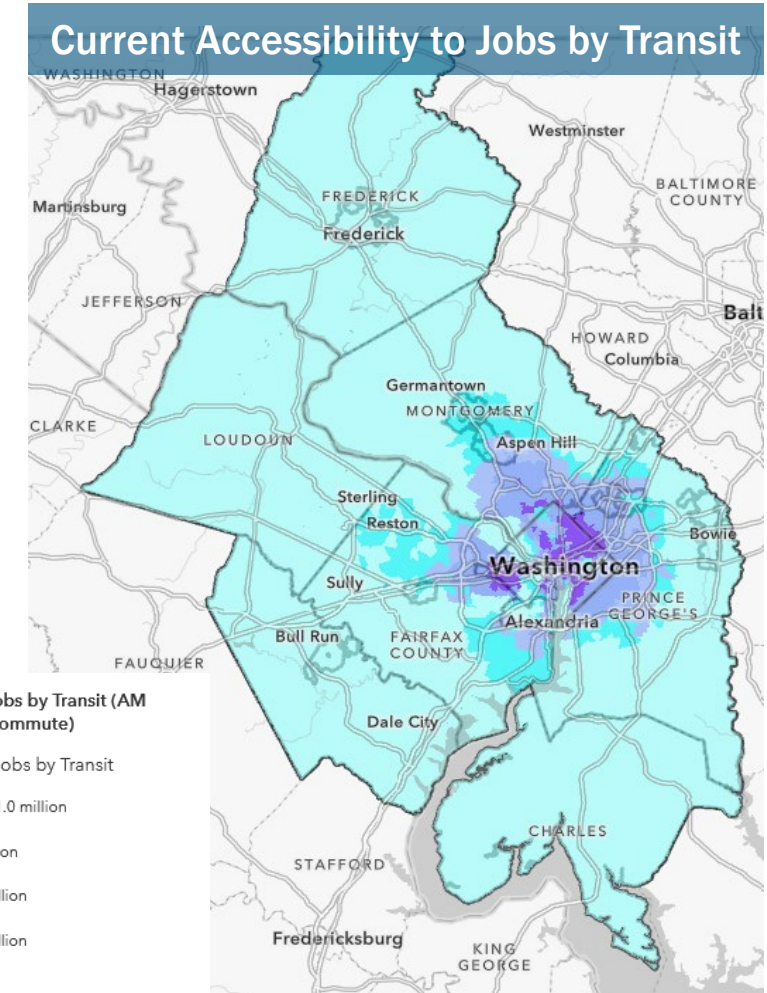 Current Accessibility to Jobs by Transit
WASHINGTON
Hagerstown
Westminster
BALTIMORE
COUNTY
Martinsburg
FREDERICK
Frederick
JEFFERSON
Balt
HOWARD
Columbia
Germantown
MONTGOMERY
CLARKE
LOUDOUN
Aspen Hill
Sterling
Reston
Bowie
Washington
Sully
PRINCE
GEORGE'S
Alexandria
Bull Run
FAIRFAX
COUNTY
FAUQUIER
obs by Transit (AM
ommute)
Dale City
obs by Transit
.0 million
on
CHARLES
STAFFORD
llion
Fredericksburg
llion
KING
GEORGE